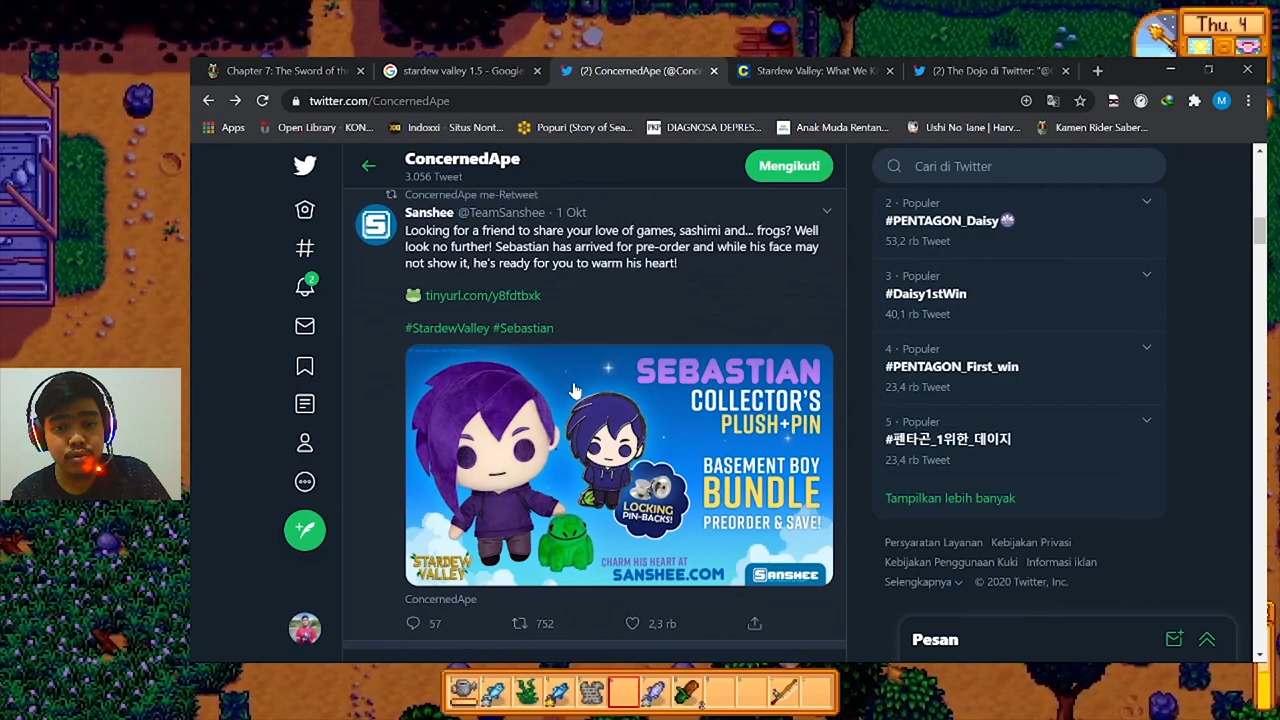 Thu. 4
Chapter 7: The Sword of the
stardew valley 1.5 - Google
(2) ConcernedApe (@Conce
Stardew Valley: What We Kn
(2) The Dojo di Twitter: "@
twitter.com/ConcernedApe
M
Apps
Open Library - KON...
Indoxxi - Situs Nont...
Popuri (Story of Sea...
DIAGNOSA DEPRES...
Anak Muda Rentan...
Ushi No Tane | Harv...
Kamen Rider Saber...
ConcernedApe
3.056 Tweet
Mengikuti
Cari di Twitter
ConcernedApe me-Retweet
Sanshee @TeamSanshee · 1 Okt
Looking for a friend to share your love of games, sashimi and... frogs? Well
look no further! Sebastian has arrived for pre-order and while his face may
not show it, he's ready for you to warm his heart!
tinyurl.com/y8fdtbxk
#StardewValley #Sebastian
SEBASTIAN
COLLECTOR'S
PLUSH+PIN
BASEMENT BOY
BUNDLE
PREORDER & SAVE!
LOCKING
PIN-BACKS!
STARDEW
VALLEY
CHARM HIS HEART AT
SANSHEE.COM
SANSHEE
ConcernedApe
57
752
2,3 rb
2
2 · Populer
#PENTAGON_Daisy
53,2 rb Tweet
3 · Populer
#Daisy1stWin
40,1 rb Tweet
4 · Populer
#PENTAGON_First_win
23,4 rb Tweet
5 · Populer
#펜타곤_1위한_데이지
23,4 rb Tweet
Tampilkan lebih banyak
Persyaratan Layanan Kebijakan Privasi
Kebijakan Penggunaan Kuki Informasi iklan
Selengkapnya © 2020 Twitter, Inc.
Pesan